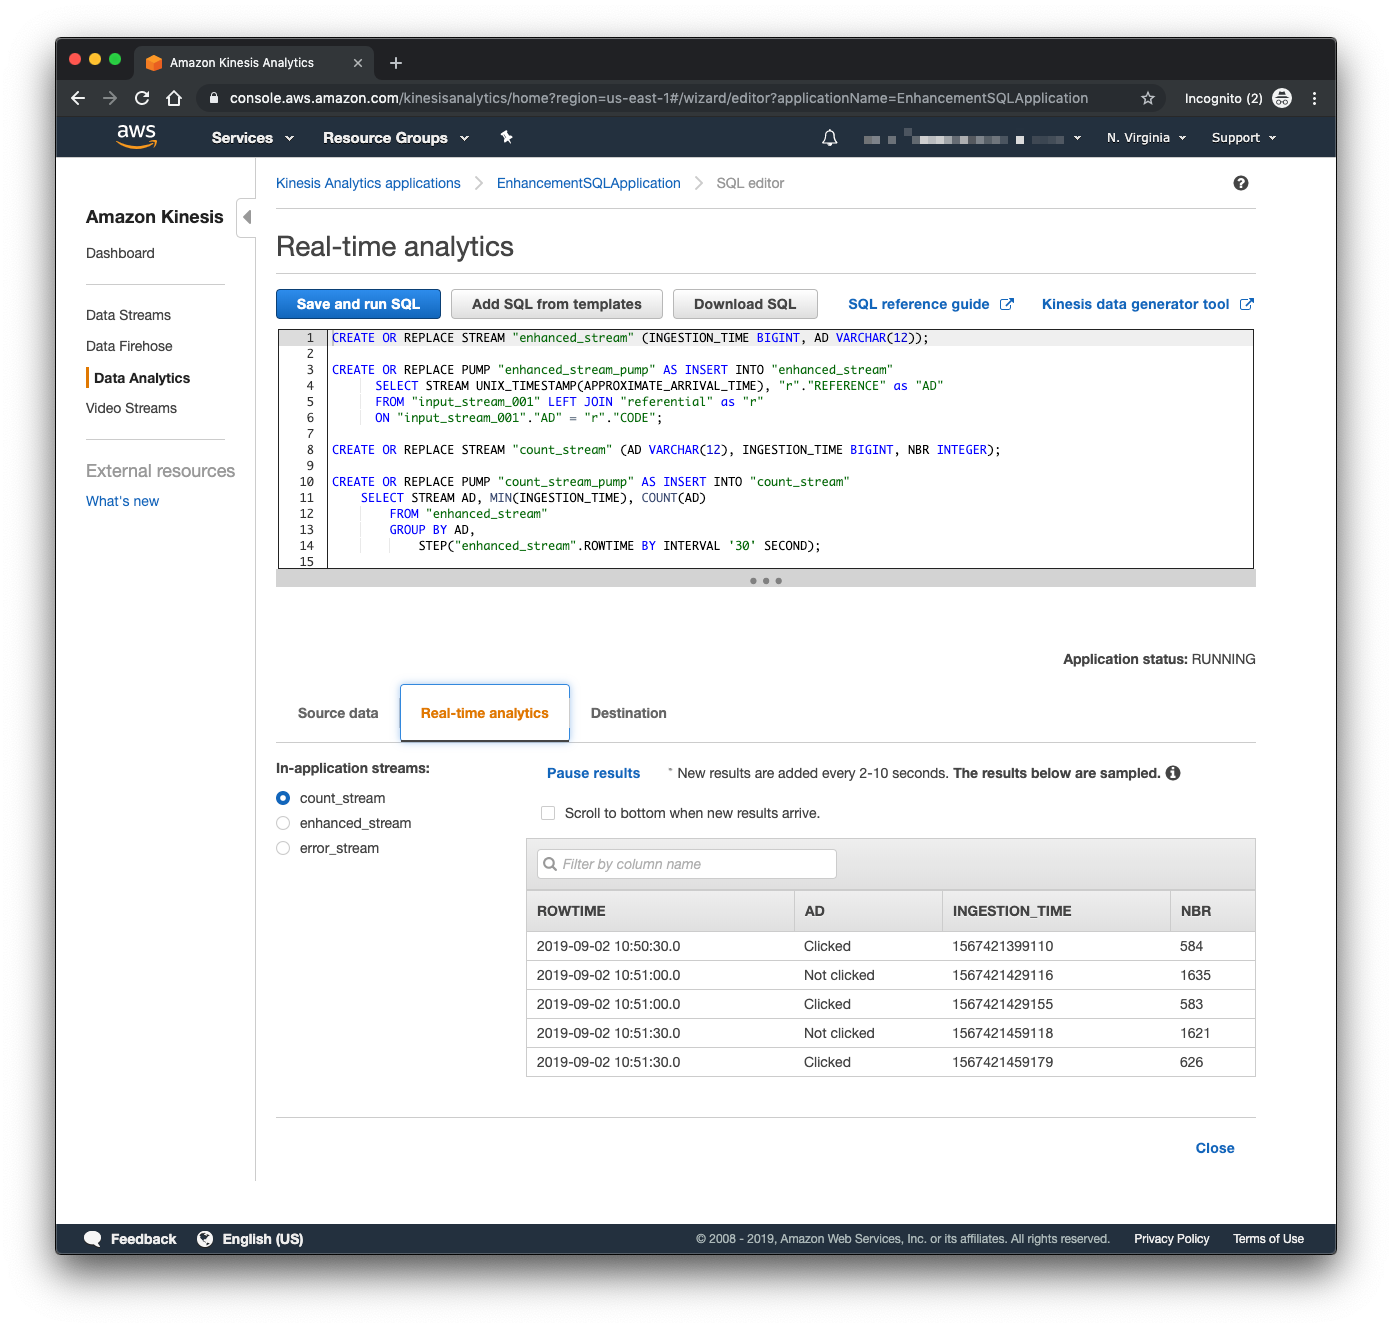 Amazon Kinesis Analytics
console.aws.amazon.com/kinesisanalytics/home?region=us-east-1#/wizard/editor?applicationName=EnhancementSQLApplication
Incognito (2)
aws
Services
Resource Groups
N. Virginia
Support
Kinesis Analytics applications
EnhancementSQLApplication
SQL editor
Amazon Kinesis
Dashboard
Data Streams
Data Firehose
Data Analytics
Video Streams
External resources
What's new
Real-time analytics
Save and run SQL
Add SQL from templates
Download SQL
SQL reference guide
Kinesis data generator tool
1 CREATE OR REPLACE STREAM "enhanced_stream" (INGESTION_TIME BIGINT, AD VARCHAR(12));
2
3 CREATE OR REPLACE PUMP "enhanced_stream_pump" AS INSERT INTO "enhanced_stream"
4 SELECT STREAM UNIX_TIMESTAMP(APPROXIMATE_ARRIVAL_TIME), "r"."REFERENCE" as "AD"
5 FROM "input_stream_001" LEFT JOIN "referential" as "r"
6 ON "input_stream_001"."AD" = "r"."CODE";
7
8 CREATE OR REPLACE STREAM "count_stream" (AD VARCHAR(12), INGESTION_TIME BIGINT, NBR INTEGER);
9
10 CREATE OR REPLACE PUMP "count_stream_pump" AS INSERT INTO "count_stream"
11 SELECT STREAM AD, MIN(INGESTION_TIME), COUNT(AD)
12 FROM "enhanced_stream"
13 GROUP BY AD,
14 STEP("enhanced_stream".ROWTIME BY INTERVAL '30' SECOND);
15
Application status: RUNNING
Source data
Real-time analytics
Destination
In-application streams:
count_stream
enhanced_stream
error_stream
Pause results
* New results are added every 2-10 seconds. The results below are sampled.
Scroll to bottom when new results arrive.
Filter by column name
ROWTIME AD INGESTION_TIME NBR
2019-09-02 10:50:30.0 Clicked 1567421399110 584
2019-09-02 10:51:00.0 Not clicked 1567421429116 1635
2019-09-02 10:51:00.0 Clicked 1567421429155 583
2019-09-02 10:51:30.0 Not clicked 1567421459118 1621
2019-09-02 10:51:30.0 Clicked 1567421459179 626
Close
Feedback
English (US)
© 2008 - 2019, Amazon Web Services, Inc. or its affiliates. All rights reserved.
Privacy Policy
Terms of Use